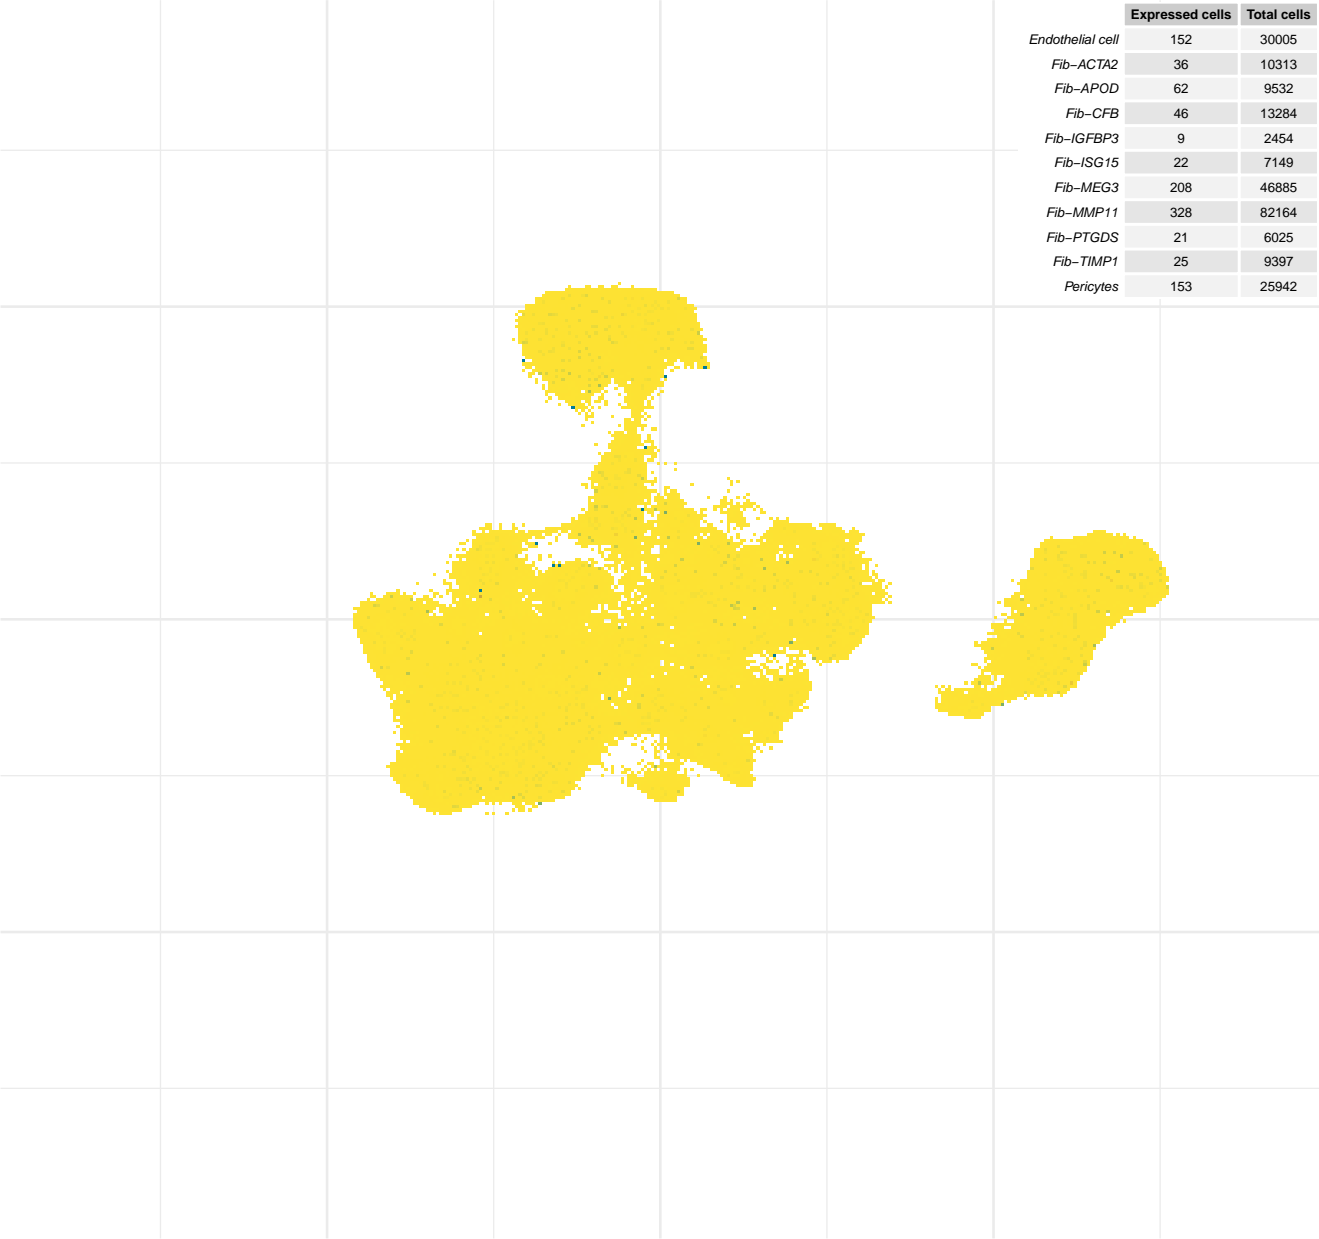 Expressed cells Total cells
Endothelial cell 152 30005
Fib−ACTA2 36 10313
Fib−APOD 62 9532
Fib−CFB 46 13284
Fib−IGFBP3 9 2454
Fib−ISG15 22 7149
Fib−MEG3 208 46885
Fib−MMP11 328 82164
Fib−PTGDS 21 6025
Fib−TIMP1 25 9397
Pericytes 153 25942